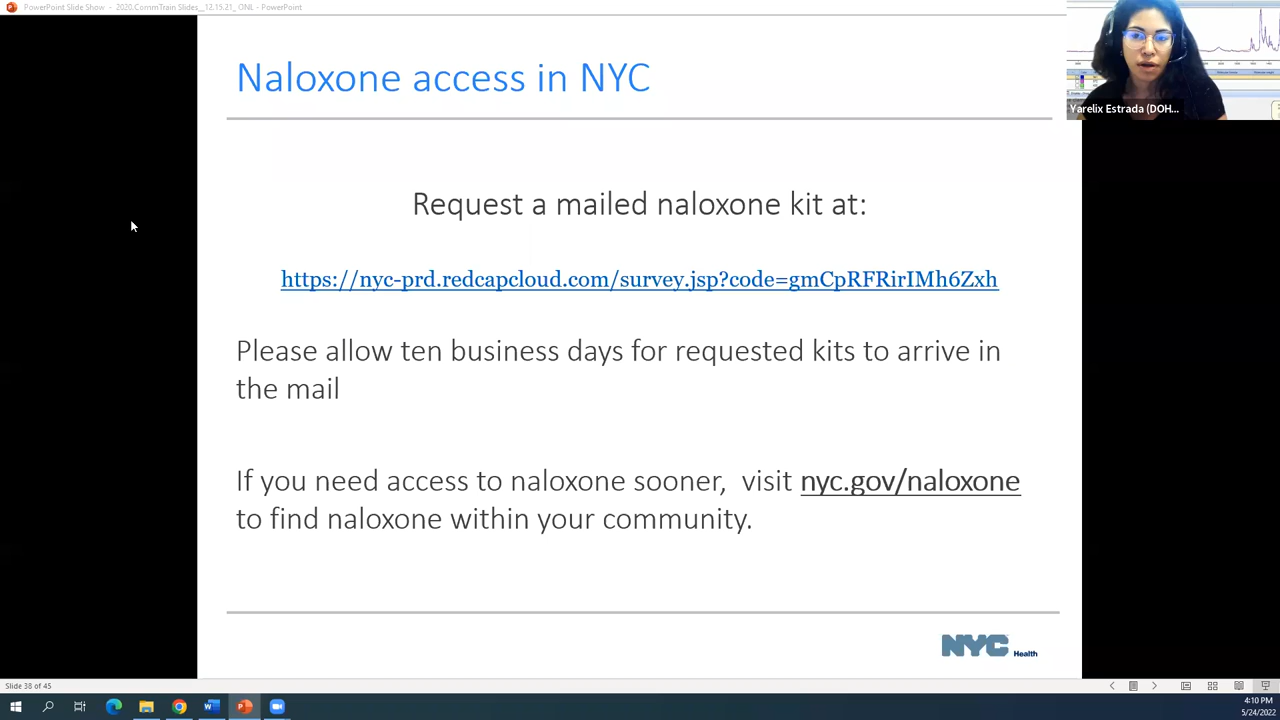 PowerPoint Slide Show - 2020.CommTrain Slides_12.15.21_ONL - PowerPoint
Naloxone access in NYC
Yarelix Estrada (DOH...
Request a mailed naloxone kit at:
https://nyc-prd.redcapcloud.com/survey.jsp?code=gmCpRFRirIMh6Zxh
Please allow ten business days for requested kits to arrive in
the mail
If you need access to naloxone sooner, visit nyc.gov/naloxone
to find naloxone within your community.
NYC Health
Slide 38 of 45
4:10 PM
5/24/2022